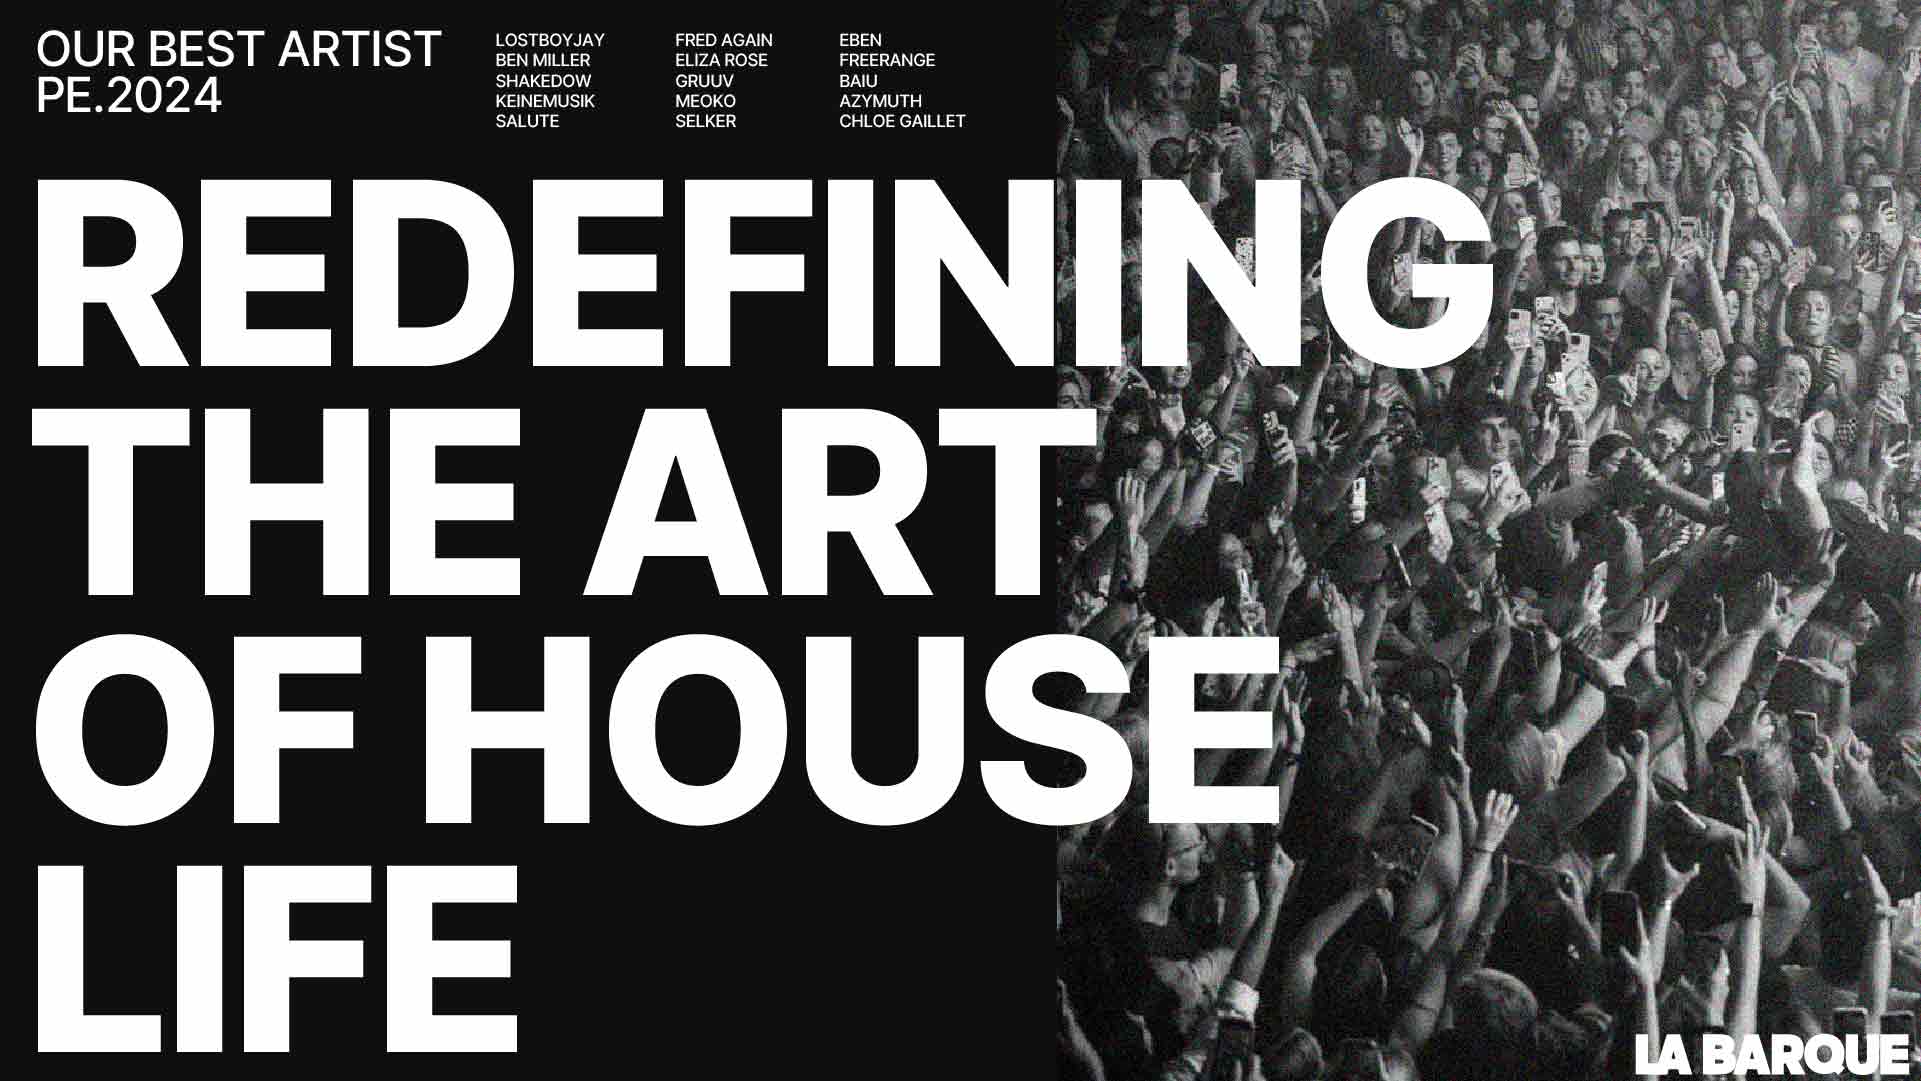 OUR BEST ARTIST
PE.2024
LOSTBOYJAY
BEN MILLER
SHAKEDOW
KEINEMUSIK
SALUTE
FRED AGAIN
ELIZA ROSE
GRUUV
MEOKO
SELKER
EBEN
FREERANGE
BAIU
AZYMUTH
CHLOE GAILLET
REDEFINING
THE ART
OF HOUSE
LIFE
LA BARQUE